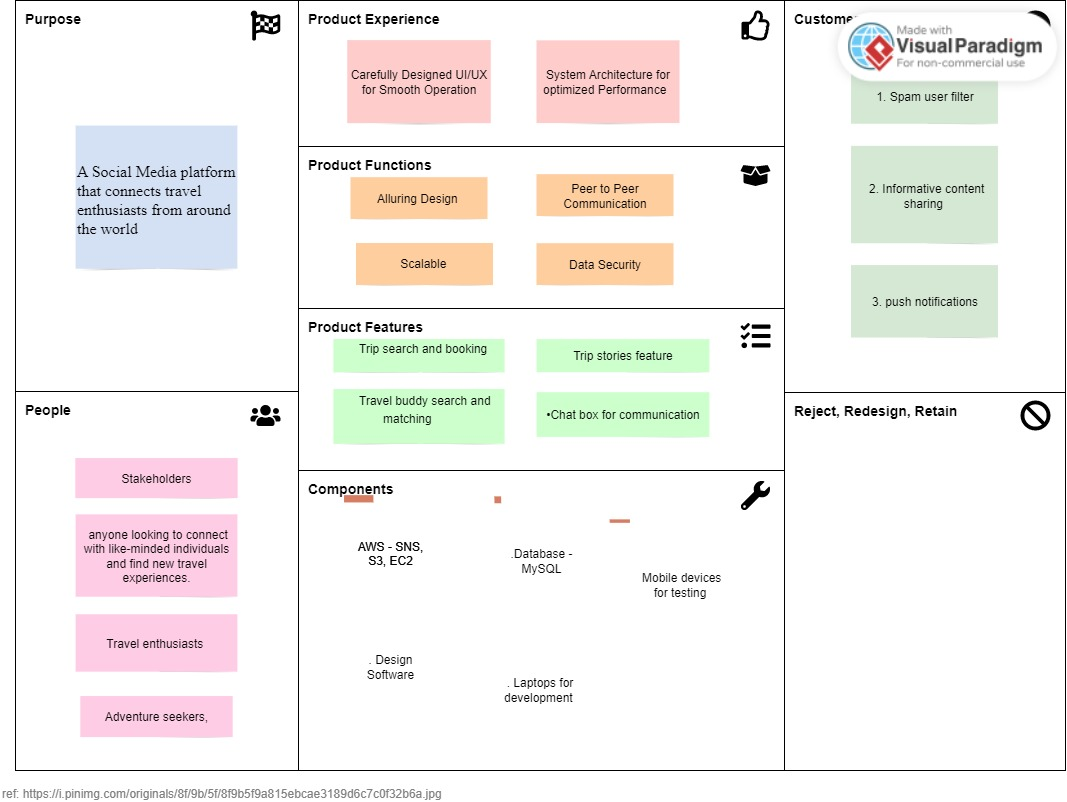 Purpose
A Social Media platform
that connects travel
enthusiasts from around
the world
People
Stakeholders
anyone looking to connect
with like-minded individuals
and find new travel
experiences.
Travel enthusiasts
Adventure seekers,
Product Experience
Carefully Designed UI/UX
for Smooth Operation
System Architecture for
optimized Performance
Product Functions
Alluring Design
Peer to Peer
Communication
Scalable
Data Security
Product Features
Trip search and booking
Trip stories feature
Travel buddy search and
matching
•Chat box for communication
Components
AWS - SNS,
S3, EC2
.Database -
MySQL
Mobile devices
for testing
. Design
Software
. Laptops for
development
Custome
Made with
VisualParadigm
For non-commercial use
1. Spam user filter
2. Informative content
sharing
3. push notifications
Reject, Redesign, Retain
ref: https://i.pinimg.com/originals/8f/9b/5f/8f9b5f9a815ebcae3189d6c7c0f32b6a.jpg